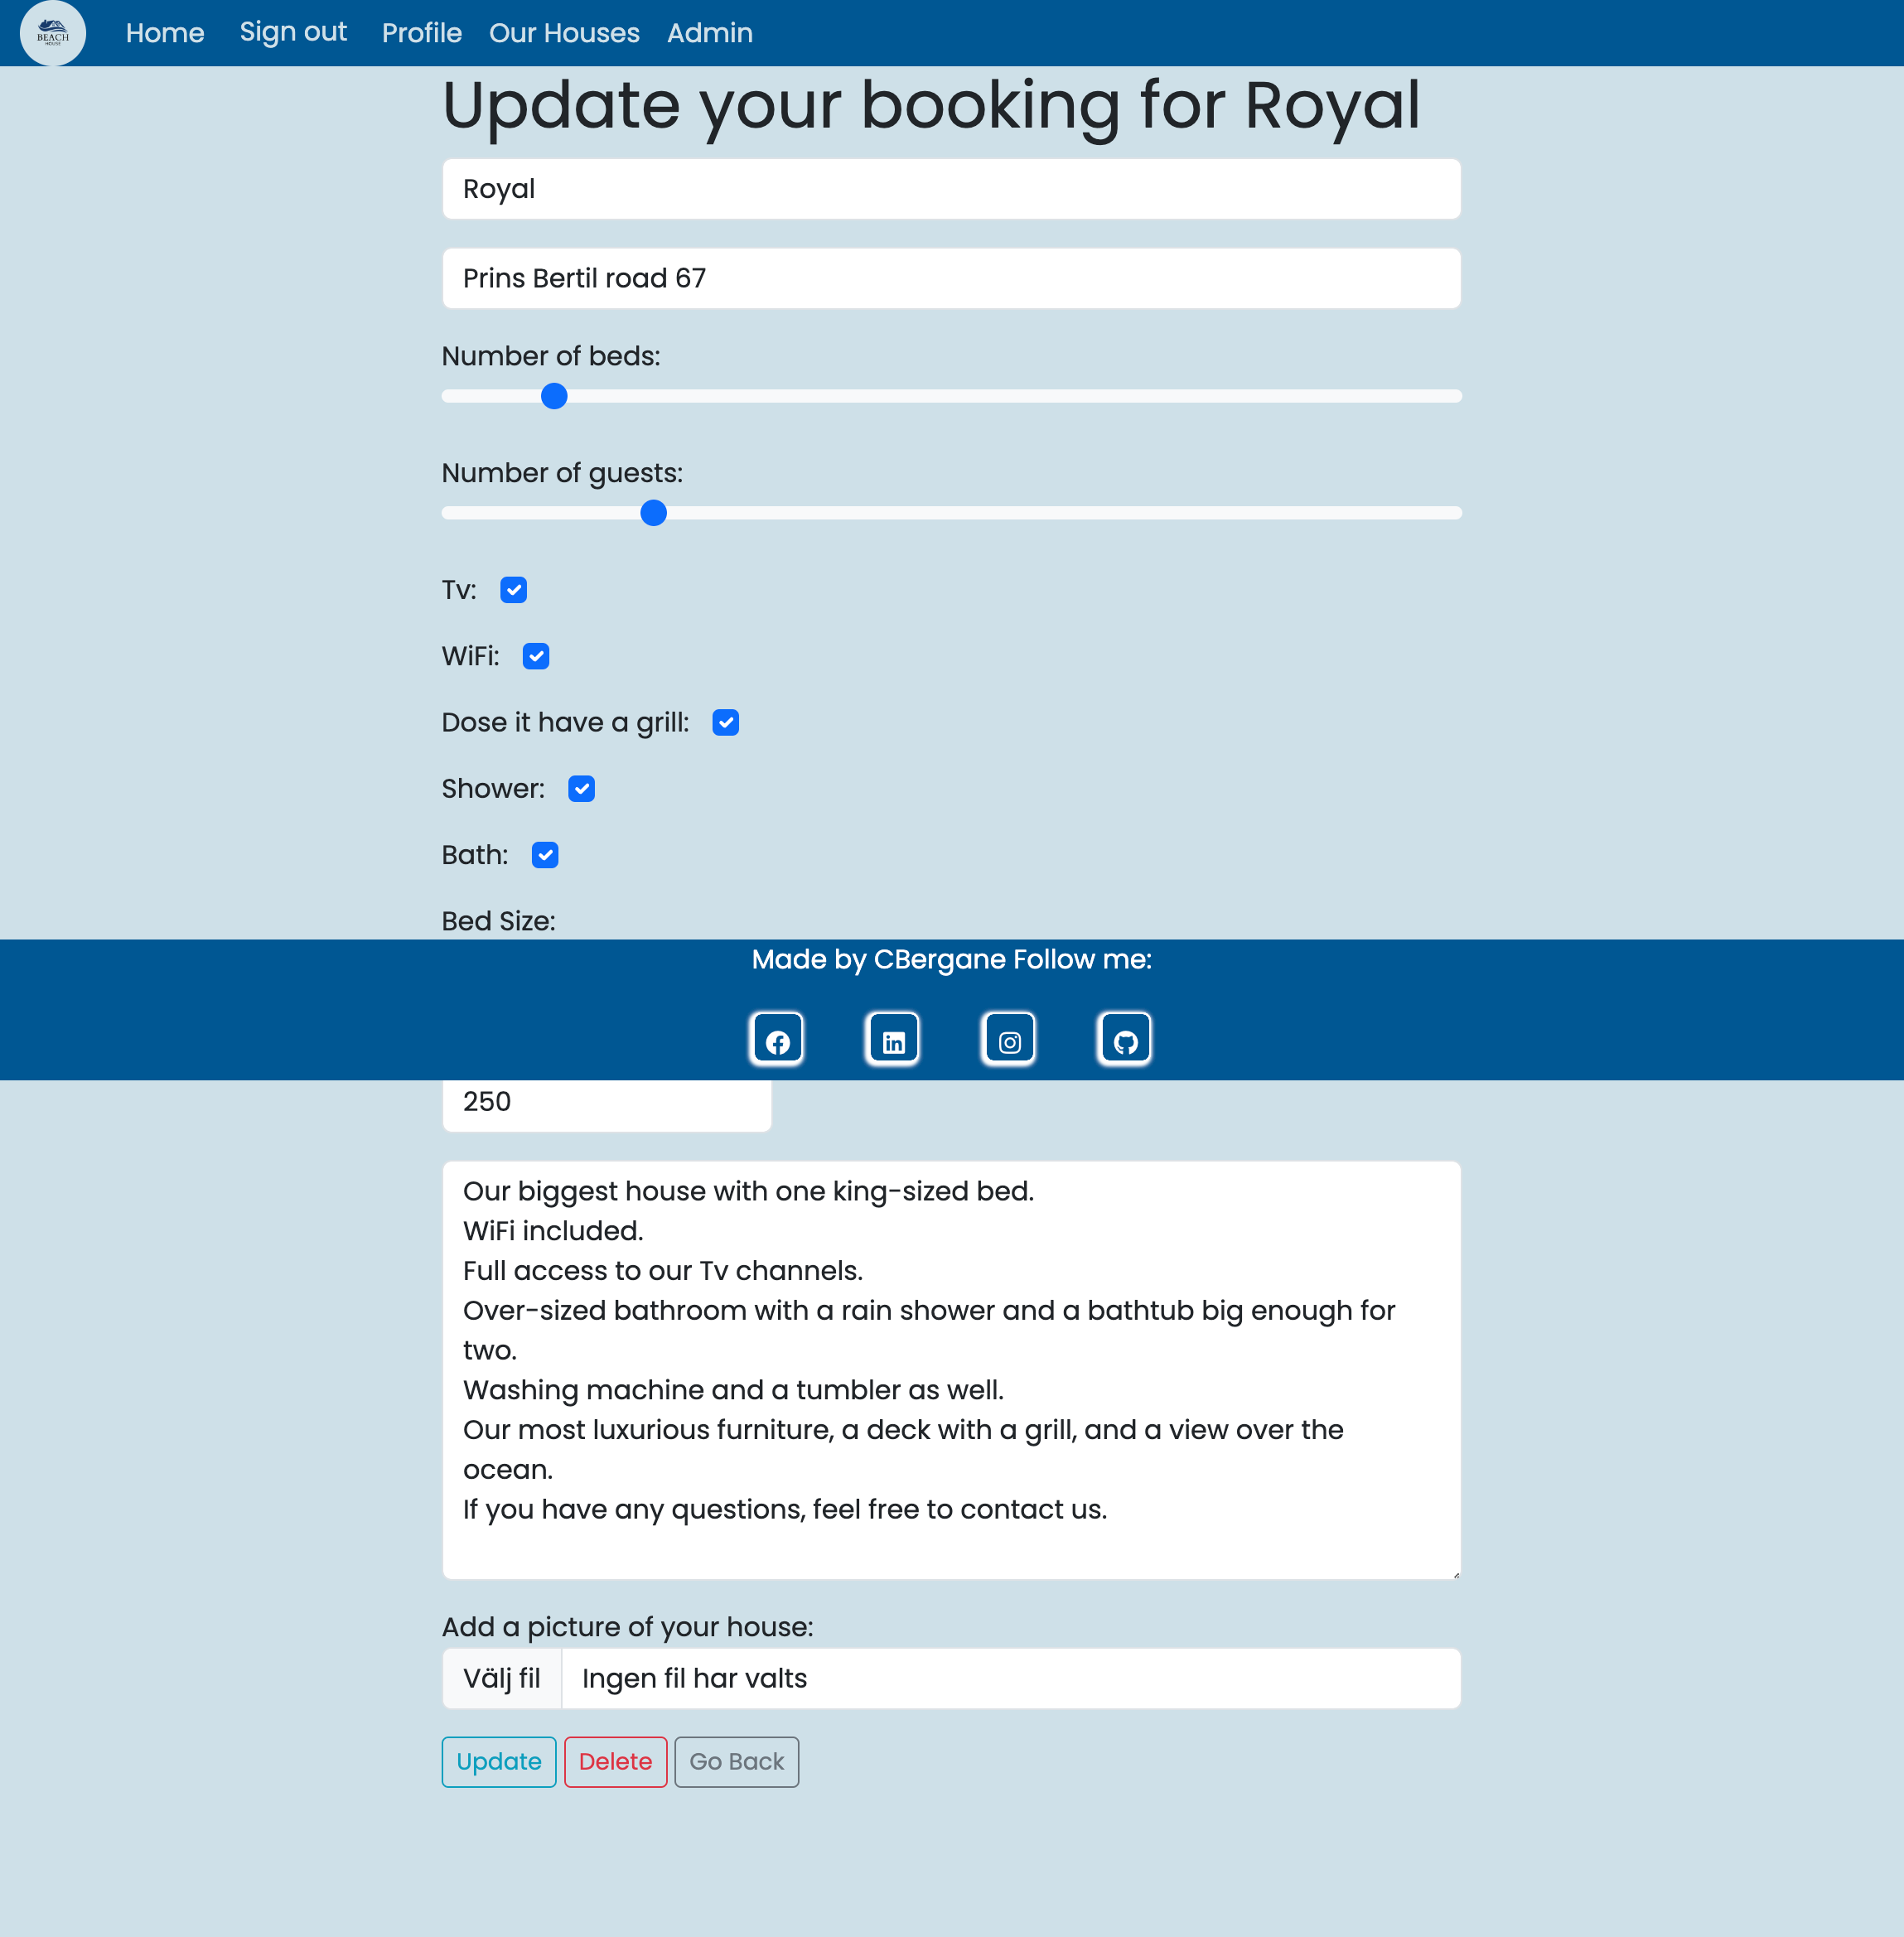 BEACH
HOUSE
Home Sign out Profile Our Houses Admin
Update your booking for Royal
Royal
Prins Bertil road 67
Number of beds:
Number of guests:
Tv:
WiFi:
Dose it have a grill:
Shower:
Bath:
Bed Size:
Made by CBergane Follow me:
250
Our biggest house with one king-sized bed.
WiFi included.
Full access to our Tv channels.
Over-sized bathroom with a rain shower and a bathtub big enough for
two.
Washing machine and a tumbler as well.
Our most luxurious furniture, a deck with a grill, and a view over the
ocean.
If you have any questions, feel free to contact us.
Add a picture of your house:
Välj fil Ingen fil har valts
Update Delete Go Back